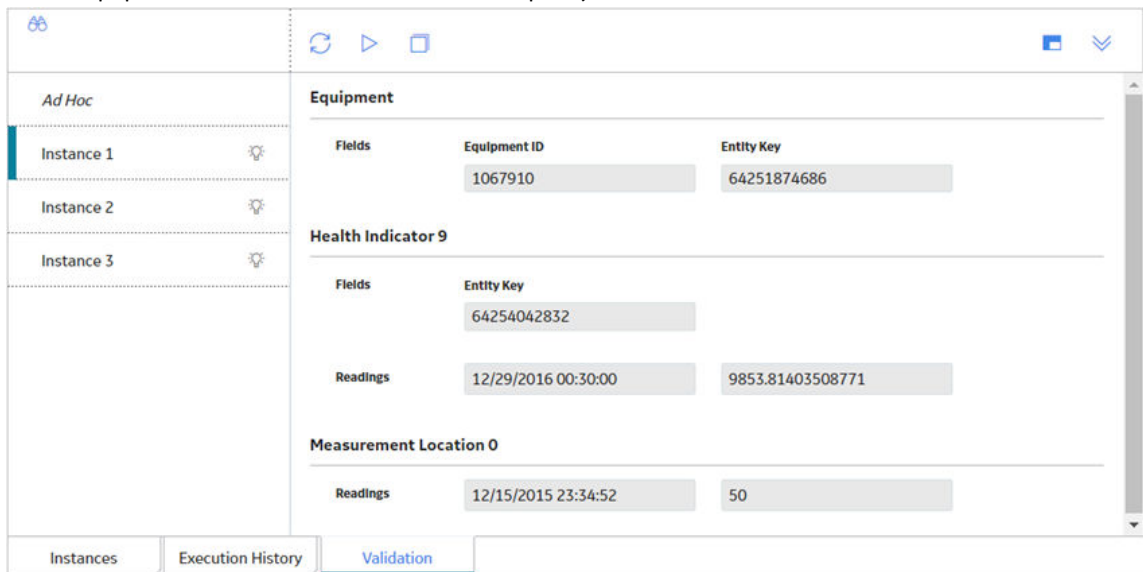 Ad Hoc
Instance 1
Instance 2
Instance 3
Equipment
Fields Equipment ID Entity Key
1067910 64251874686
Health Indicator 9
Fields Entity Key
64254042832
Readings 12/29/2016 00:30:00 9853.81403508771
Measurement Location 0
Readings 12/15/2015 23:34:52 50
Instances Execution History Validation